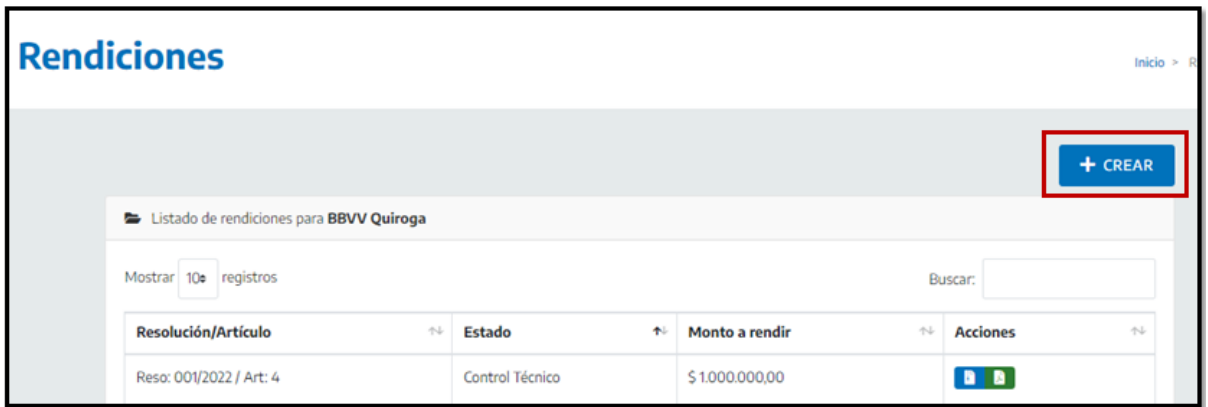 Rendiciones
Inicio > R
+ CREAR
Listado de rendiciones para BBVV Quiroga
Mostrar 10 registros
Buscar:
Resolución/Artículo Estado Monto a rendir Acciones
Reso: 001/2022 / Art: 4 Control Técnico $ 1.000.000,00